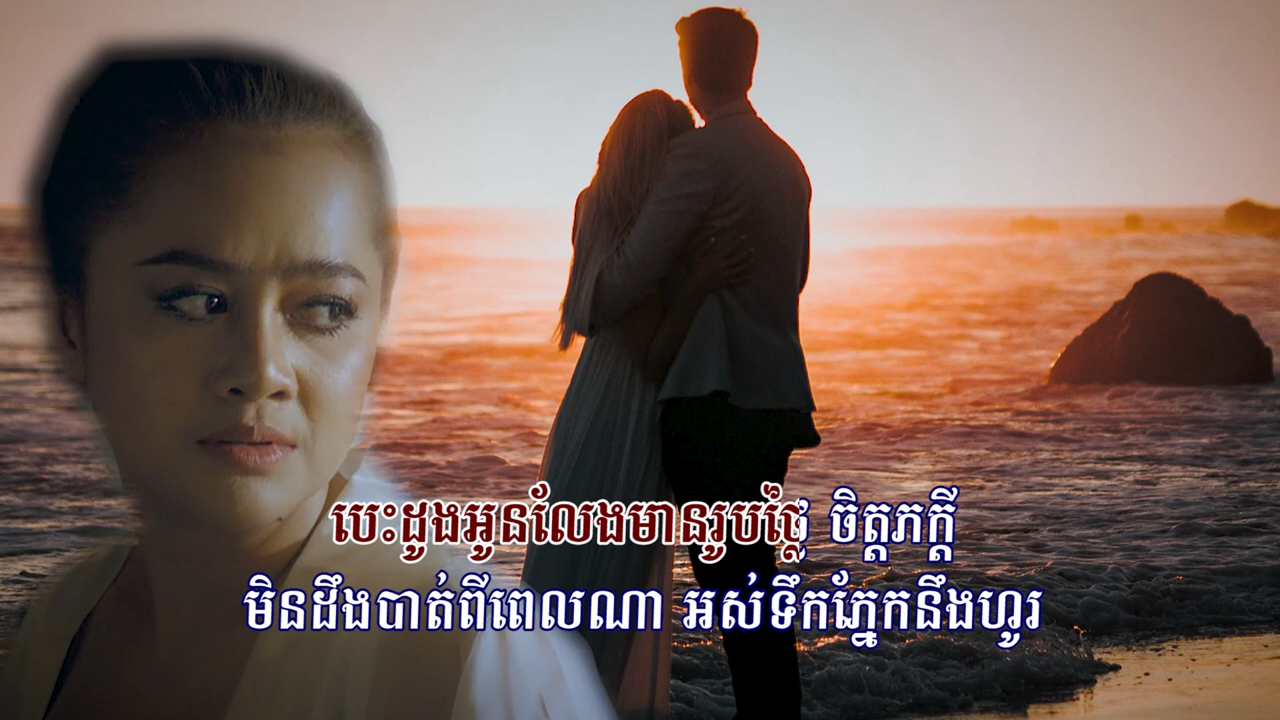 បេះដូងអូនលែងមានរូបថ្លៃ ចិត្តភក្តី
មិនដឹងបាត់ពីពេលណា អស់ទឹកភ្នែកនឹងហូរ